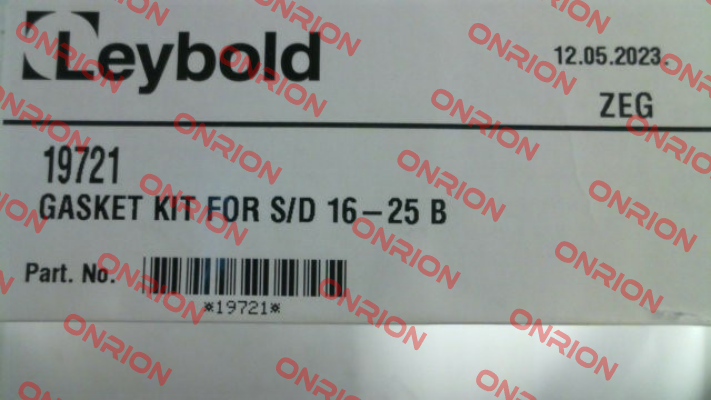 Leybold
12.05.2023.
ZEG
19721
GASKET KIT FOR S/D 16-25 B
Part. No.
*19721*
ONRION